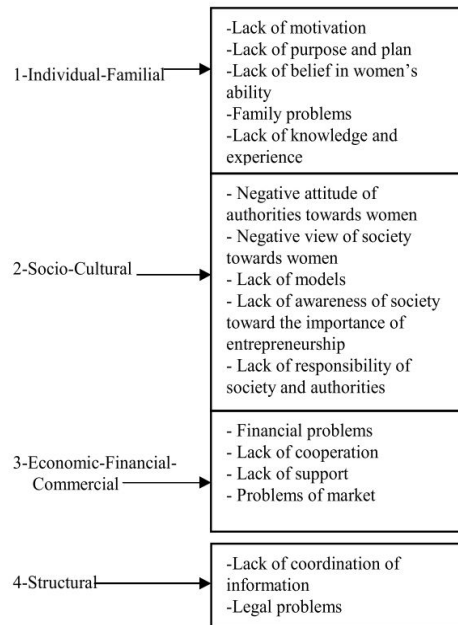 1-Individual-Familial
-Lack of motivation
-Lack of purpose and plan
-Lack of belief in women's
ability
-Family problems
-Lack of knowledge and
experience
2-Socio-Cultural
- Negative attitude of
authorities towards women
- Negative view of society
towards women
- Lack of models
- Lack of awareness of society
toward the importance of
entrepreneurship
- Lack of responsibility of
society and authorities
3-Economic-Financial-
Commercial
- Financial problems
- Lack of cooperation
- Lack of support
- Problems of market
4-Structural
-Lack of coordination of
information
-Legal problems